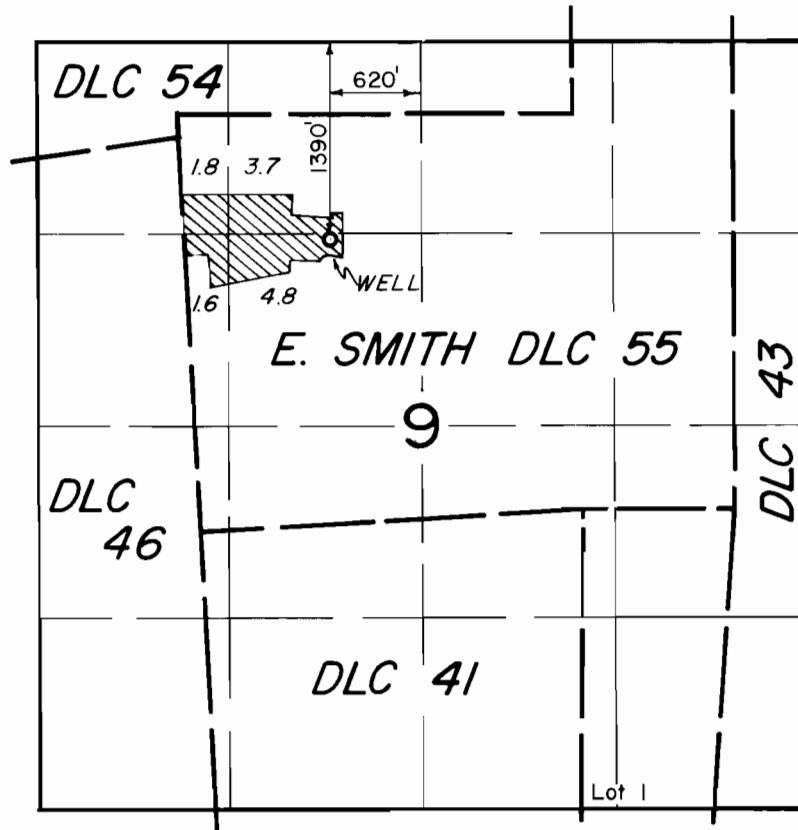 DLC 54
620'
1390'
1.8 3.7
WELL
1.6 4.8
E. SMITH DLC 55
9
DLC 43
DLC
46
DLC 41
Lot 1